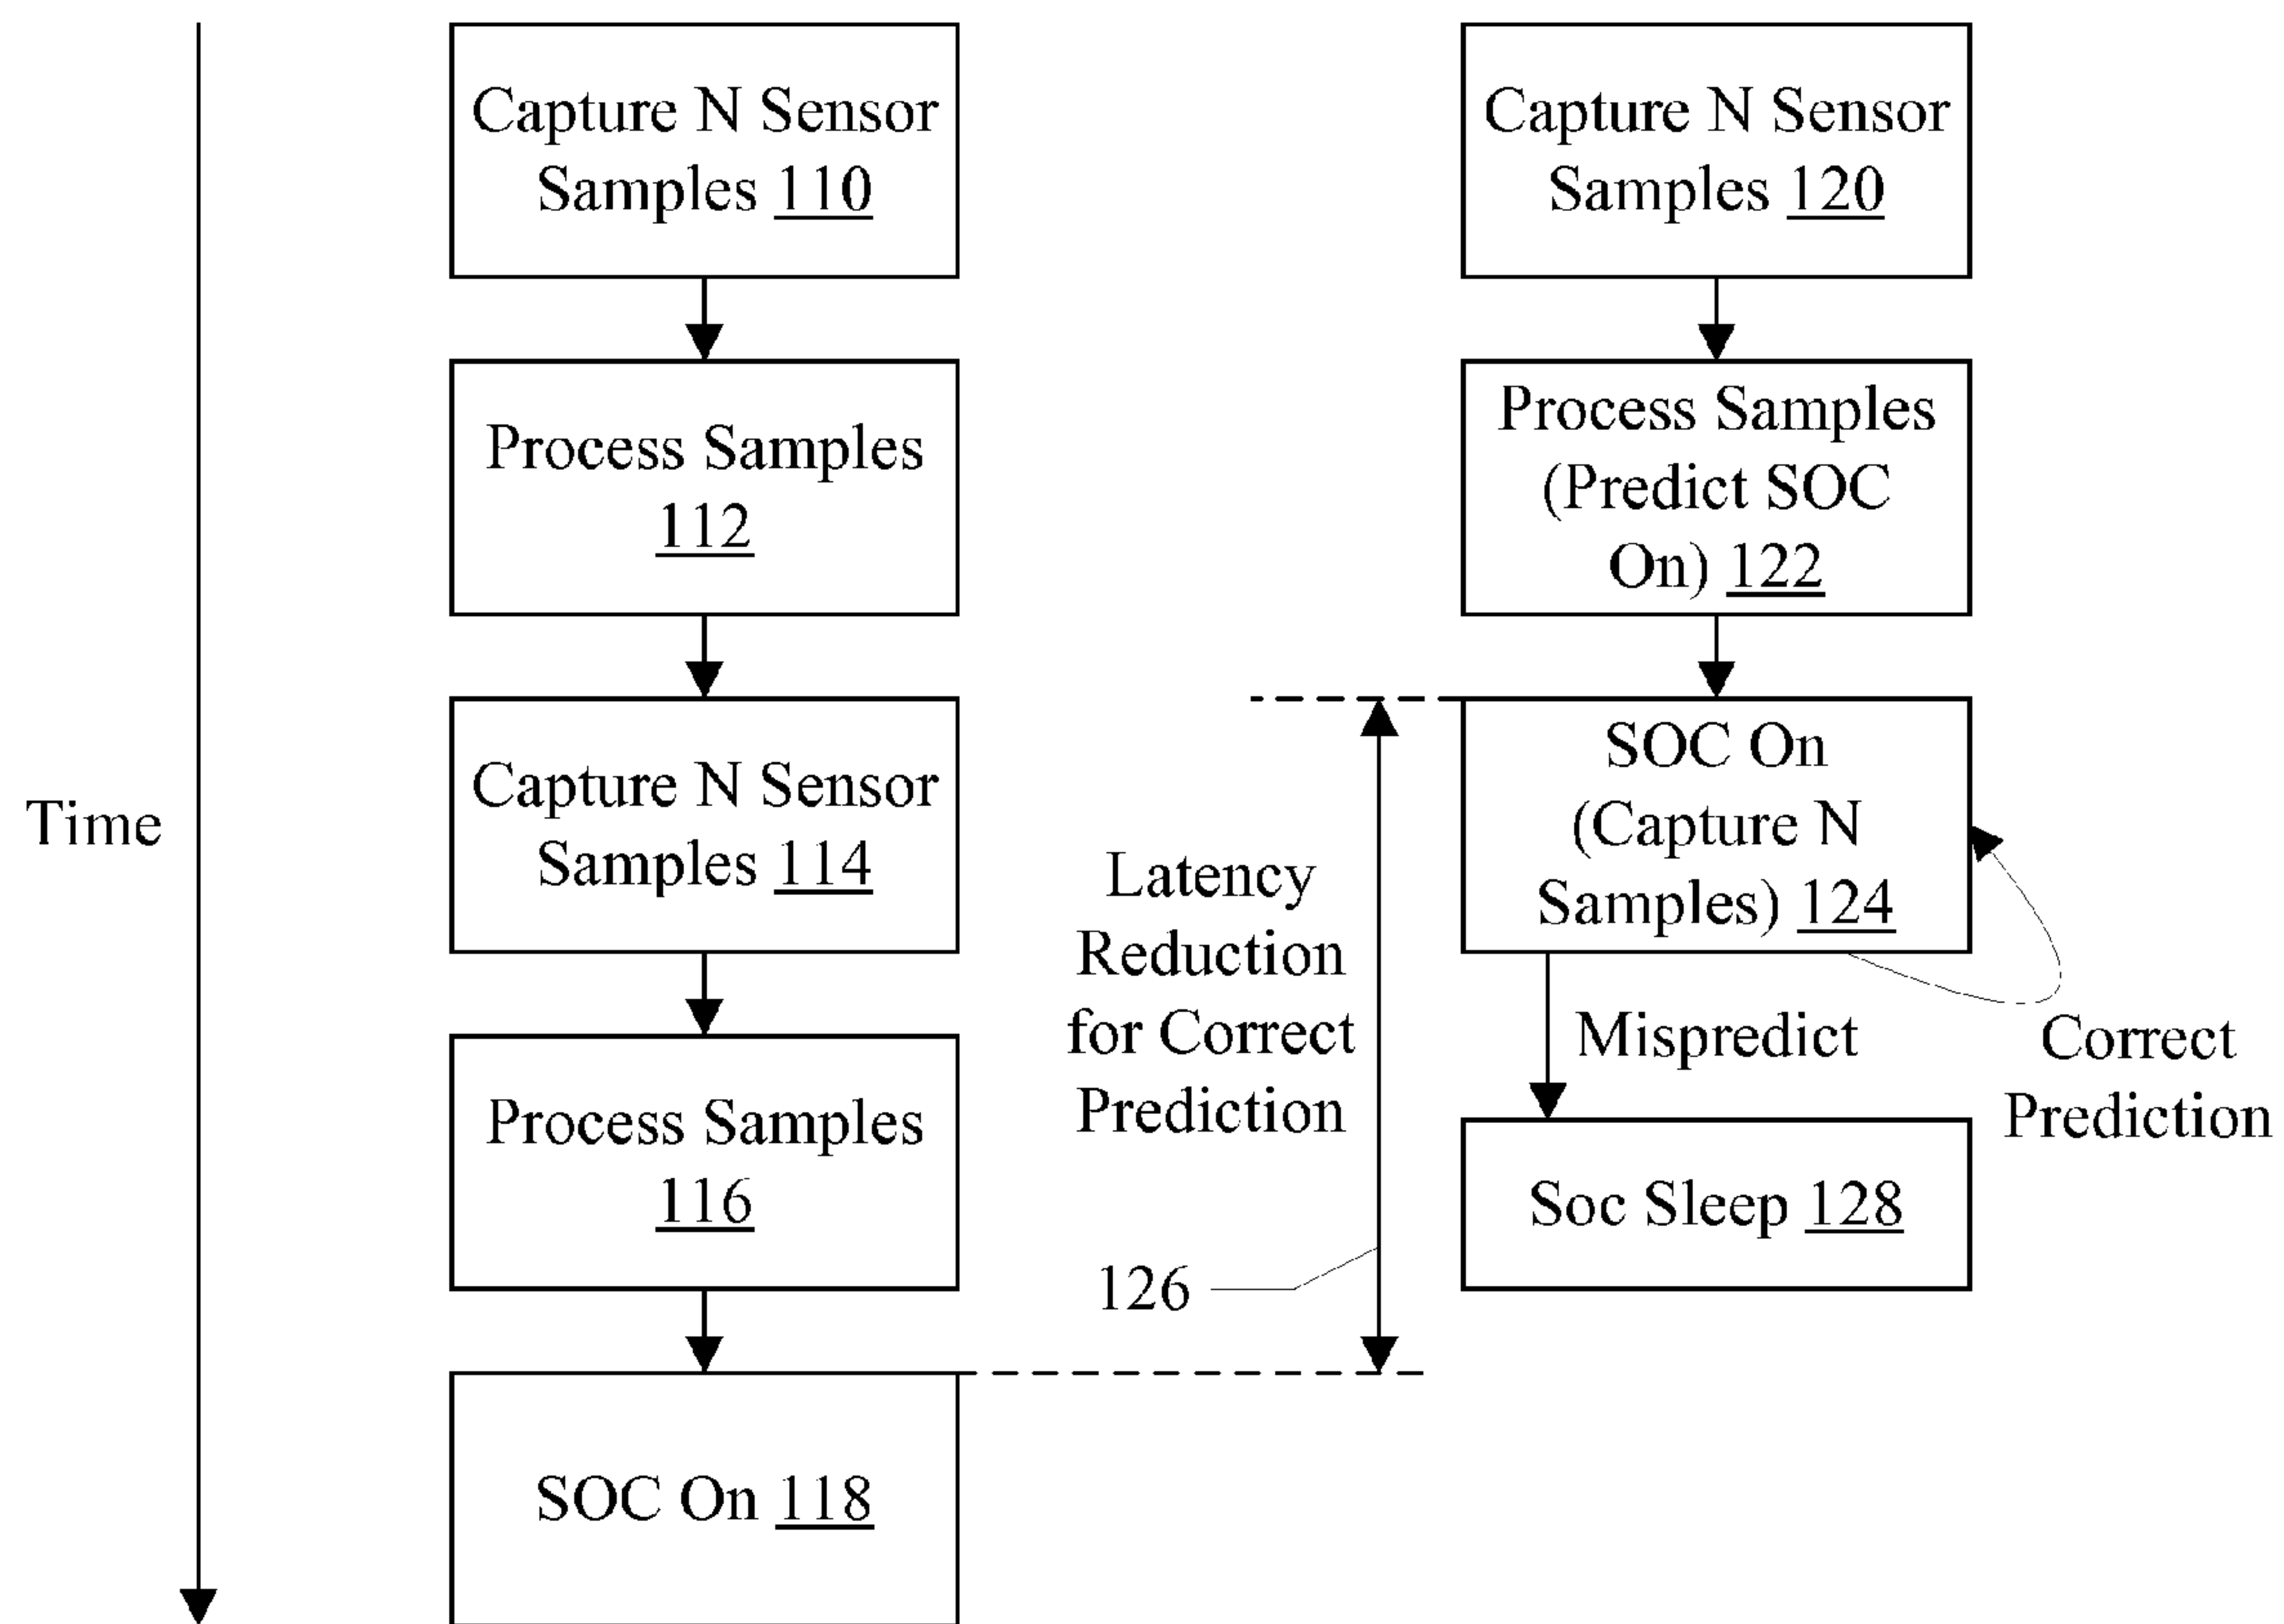 Time
Capture N Sensor
Samples 110
Process Samples
112
Capture N Sensor
Samples 114
Process Samples
116
SOC On 118
Latency
Reduction
for Correct
Prediction
126
Capture N Sensor
Samples 120
Process Samples
(Predict SOC
On) 122
SOC On
(Capture N
Samples) 124
Mispredict
Correct
Prediction
Soc Sleep 128